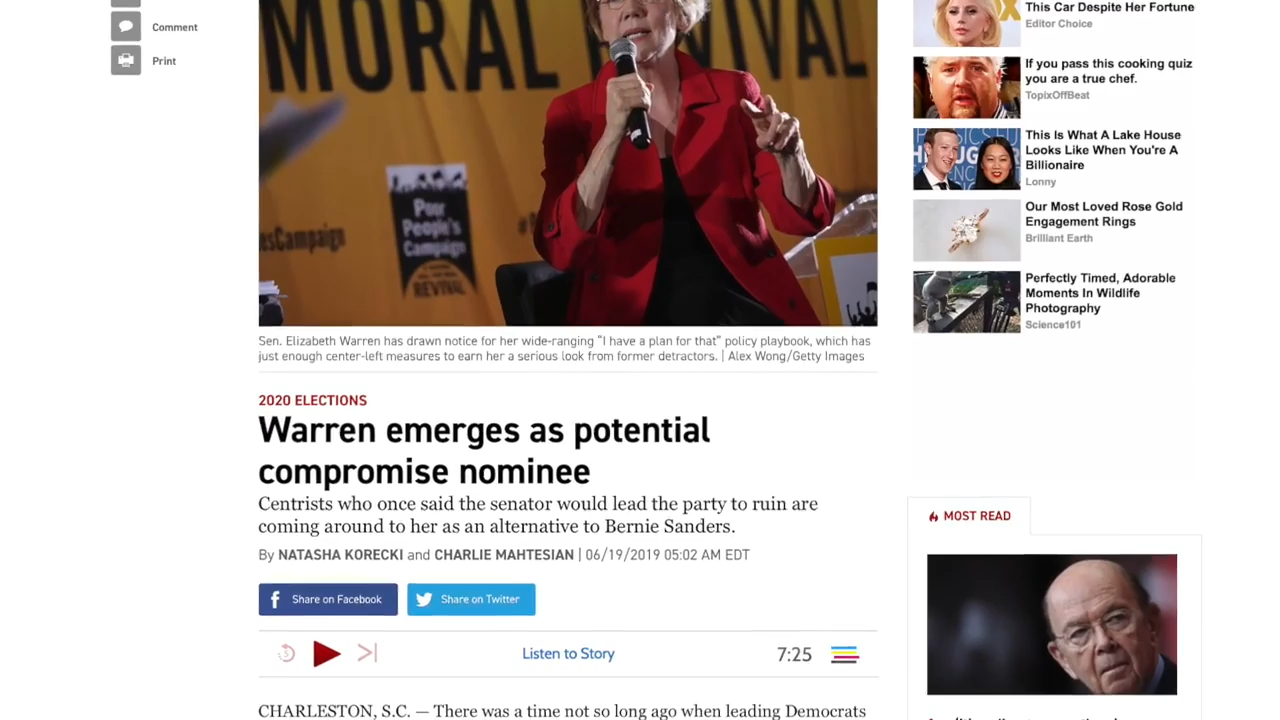 Comment
Print
MORAL REVIVAL
Poor
People's
Campaign
REVIVAL
Sen. Elizabeth Warren has drawn notice for her wide-ranging “I have a plan for that” policy playbook, which has
just enough center-left measures to earn her a serious look from former detractors. | Alex Wong/Getty Images
2020 ELECTIONS
Warren emerges as potential
compromise nominee
Centrists who once said the senator would lead the party to ruin are
coming around to her as an alternative to Bernie Sanders.
By NATASHA KORECKI and CHARLIE MAHTESIAN | 06/19/2019 05:02 AM EDT
Share on Facebook
Share on Twitter
5
Listen to Story
7:25
CHARLESTON, S.C. — There was a time not so long ago when leading Democrats
This Car Despite Her Fortune
Editor Choice
If you pass this cooking quiz
you are a true chef.
TopixOffBeat
This Is What A Lake House
Looks Like When You're A
Billionaire
Lonny
Our Most Loved Rose Gold
Engagement Rings
Brilliant Earth
Perfectly Timed, Adorable
Moments In Wildlife
Photography
Science101
MOST READ